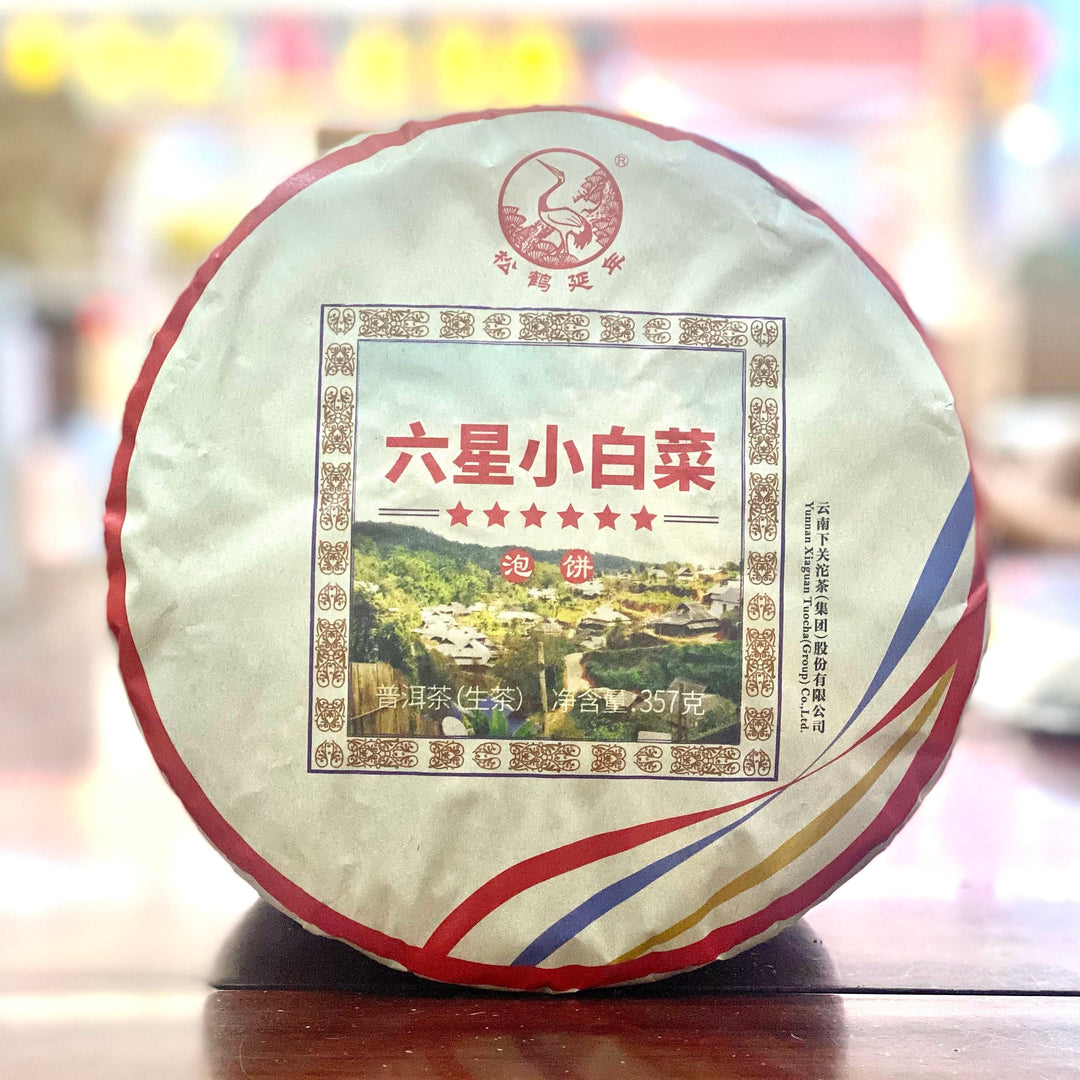 ®
松鹤延年
六星小白菜
泡饼
普洱茶(生茶) 净含量:357克
云南下关沱茶(集团)股份有限公司
Yunnan Xiaguan Tuocha(Group) Co.,Ltd.